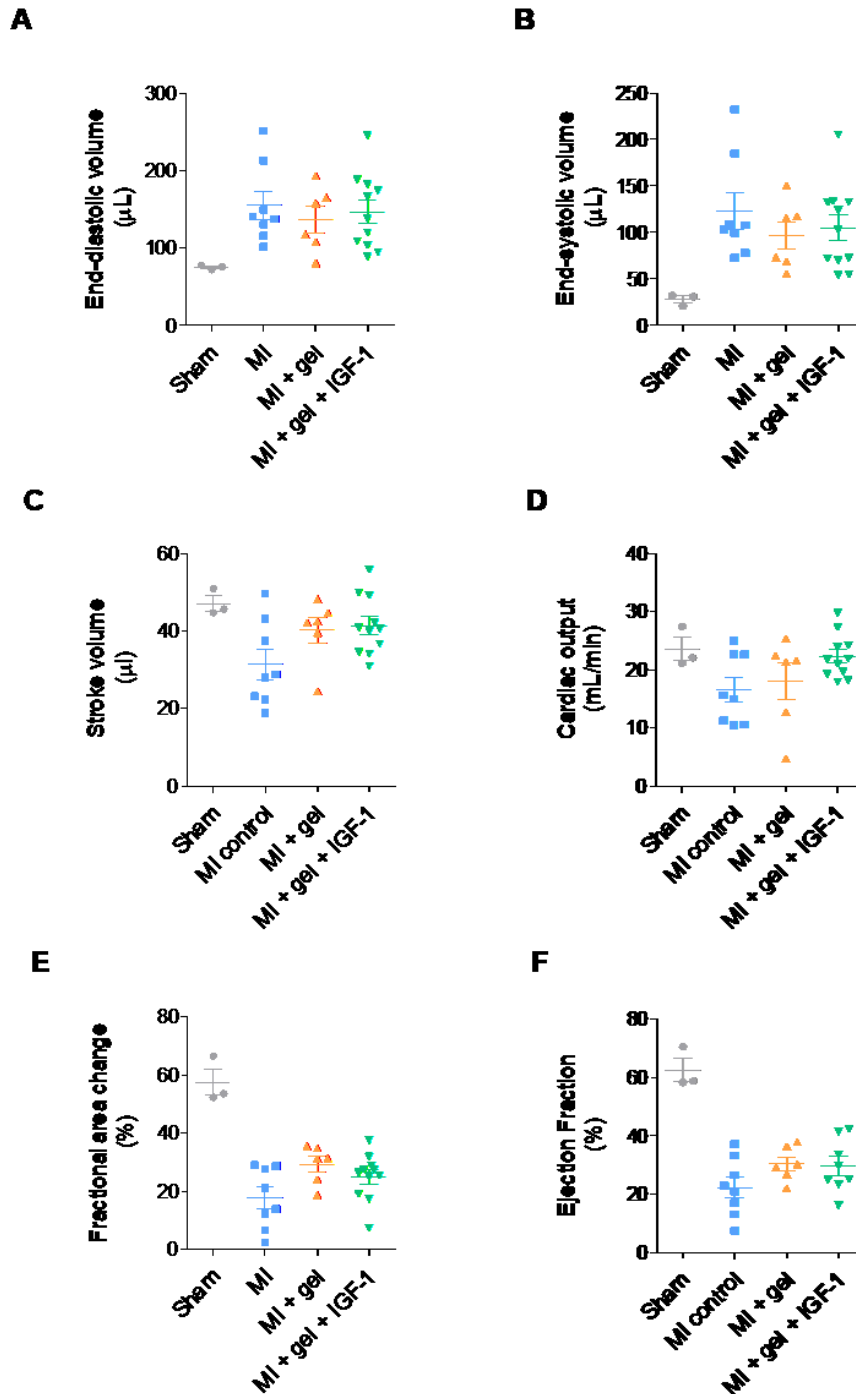 A
End-diastolic volume
(µL)
300
200
100
0
Sham
MI
MI + gel
MI + gel + IGF-1
B
End-systolic volume
(µL)
250
200
150
100
50
0
Sham
MI
MI + gel
MI + gel + IGF-1
C
Stroke volume
(µl)
60
40
20
0
Sham
MI control
MI + gel
MI + gel + IGF-1
D
Cardiac output
(mL/min)
40
30
20
10
0
Sham
MI control
MI + gel
MI + gel + IGF-1
E
Fractional area change
(%)
80
60
40
20
0
Sham
MI
MI + gel
MI + gel + IGF-1
F
Ejection Fraction
(%)
80
60
40
20
0
Sham
MI control
MI + gel
MI + gel + IGF-1